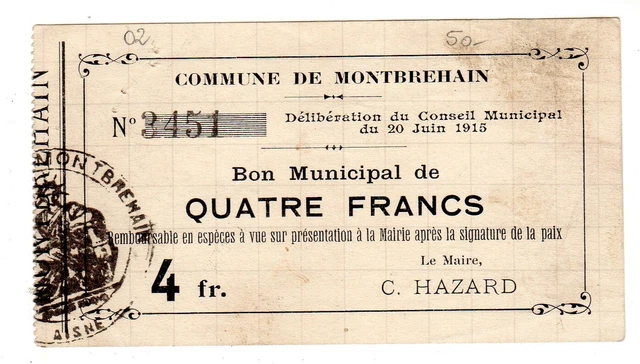 02
50-
COMMUNE DE MONTBREHAIN
Nº 3451
Délibération du Conseil Municipal
du 20 Juin 1915
Bon Municipal de
QUATRE FRANCS
Remboursable en espèces à vue sur présentation à la Mairie après la signature de la paix
4 fr.
Le Maire,
C. HAZARD
MONTBREHAIN
AISNE